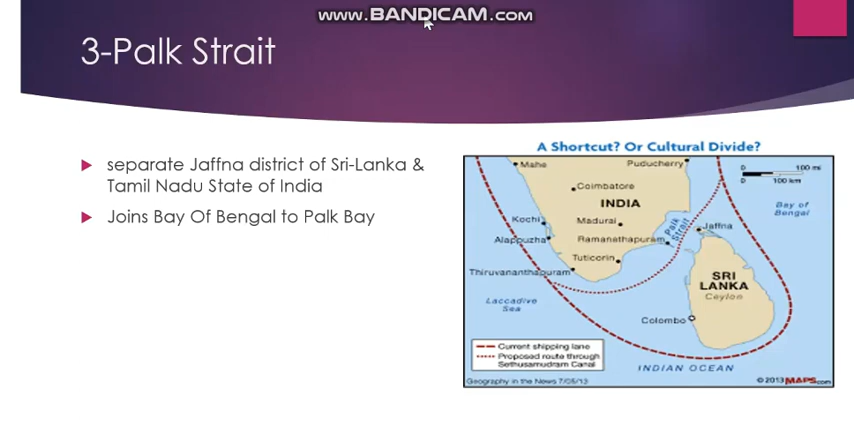 www.BANDICAM.com
3-Palk Strait
separate Jaffna district of Sri-Lanka &
Tamil Nadu State of India
Joins Bay Of Bengal to Palk Bay
A Shortcut? Or Cultural Divide?
Mahe
Puducherry
0 100 mi
0 100 km
Coimbatore
INDIA
Bay of
Bengal
Kochi
Madurai
Palk
Strait
Jaffna
Alappuzha
Ramanathapuram
Tuticorin
Thiruvananthapuram
SRI
LANKA
Ceylon
Laccadive
Sea
Colombo
Current shipping lane
Proposed route through
Sethusamudram Canal
INDIAN OCEAN
Geography in the News 7/05/13
©2013 MAPS.com